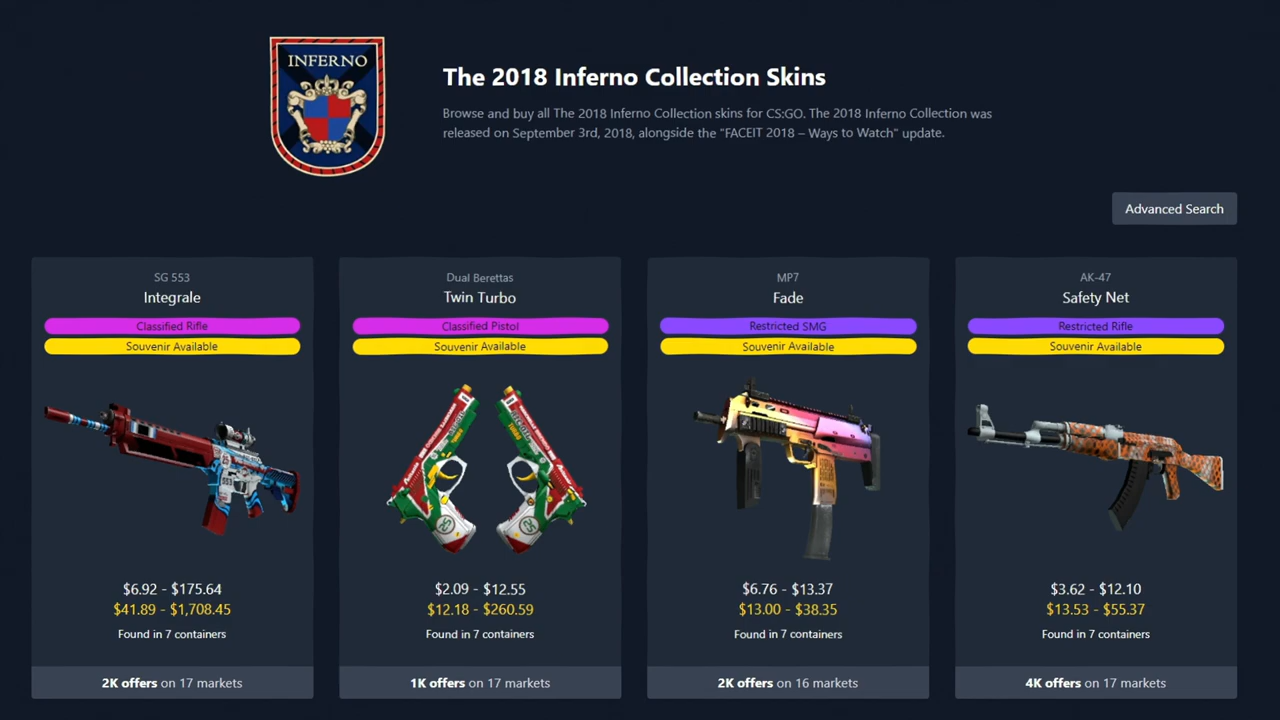 INFERNO
The 2018 Inferno Collection Skins
Browse and buy all The 2018 Inferno Collection skins for CS:GO. The 2018 Inferno Collection was
released on September 3rd, 2018, alongside the "FACEIT 2018 – Ways to Watch" update.
Advanced Search
SG 553
Integrale
Classified Rifle
Souvenir Available
$6.92 - $175.64
$41.89 - $1,708.45
Found in 7 containers
2K offers on 17 markets
Dual Berettas
Twin Turbo
Classified Pistol
Souvenir Available
$2.09 - $12.55
$12.18 - $260.59
Found in 7 containers
1K offers on 17 markets
MP7
Fade
Restricted SMG
Souvenir Available
$6.76 - $13.37
$13.00 - $38.35
Found in 7 containers
2K offers on 16 markets
AK-47
Safety Net
Restricted Rifle
Souvenir Available
$3.62 - $12.10
$13.53 - $55.37
Found in 7 containers
4K offers on 17 markets